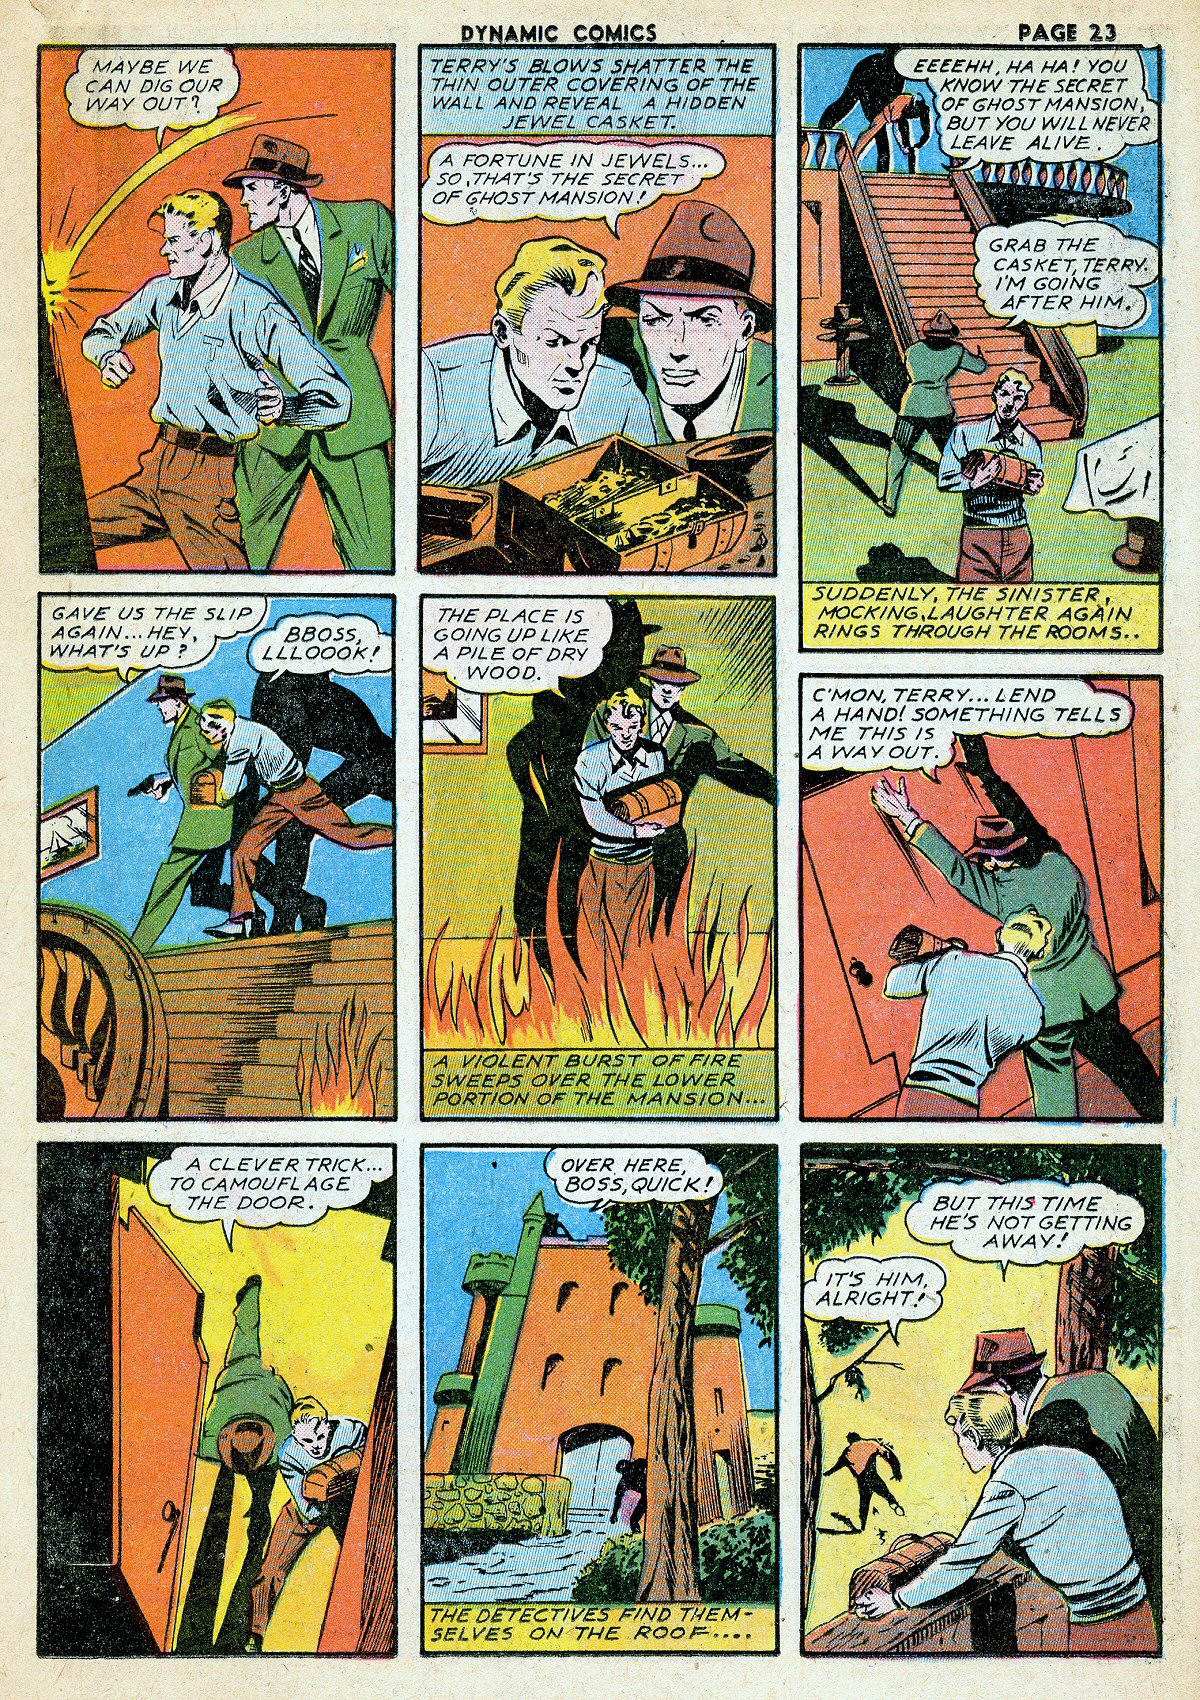 DYNAMIC COMICS
PAGE 23
MAYBE WE
CAN DIG OUR
WAY OUT?
TERRY'S BLOWS SHATTER THE
THIN OUTER COVERING OF THE
WALL AND REVEAL A HIDDEN
JEWEL CASKET.
A FORTUNE IN JEWELS...
SO, THAT'S THE SECRET
OF GHOST MANSION!
EEEEHH, HA HA! YOU
KNOW THE SECRET
OF GHOST MANSION,
BUT YOU WILL NEVER
LEAVE ALIVE.
GRAB THE
CASKET, TERRY.
I'M GOING
AFTER HIM.
SUDDENLY, THE SINISTER,
MOCKING, LAUGHTER AGAIN
RINGS THROUGH THE ROOMS..
GAVE US THE SLIP
AGAIN... HEY,
WHAT'S UP?
BBOSS,
LLLOOOK!
THE PLACE IS
GOING UP LIKE
A PILE OF DRY
WOOD.
A VIOLENT BURST OF FIRE
SWEEPS OVER THE LOWER
PORTION OF THE MANSION...
C'MON, TERRY... LEND
A HAND! SOMETHING TELLS
ME THIS IS
A WAY OUT.
A CLEVER TRICK...
TO CAMOUFLAGE
THE DOOR.
OVER HERE,
BOSS, QUICK!
THE DETECTIVES FIND THEM-
SELVES ON THE ROOF....
BUT THIS TIME
HE'S NOT GETTING
AWAY!
IT'S HIM,
ALRIGHT!